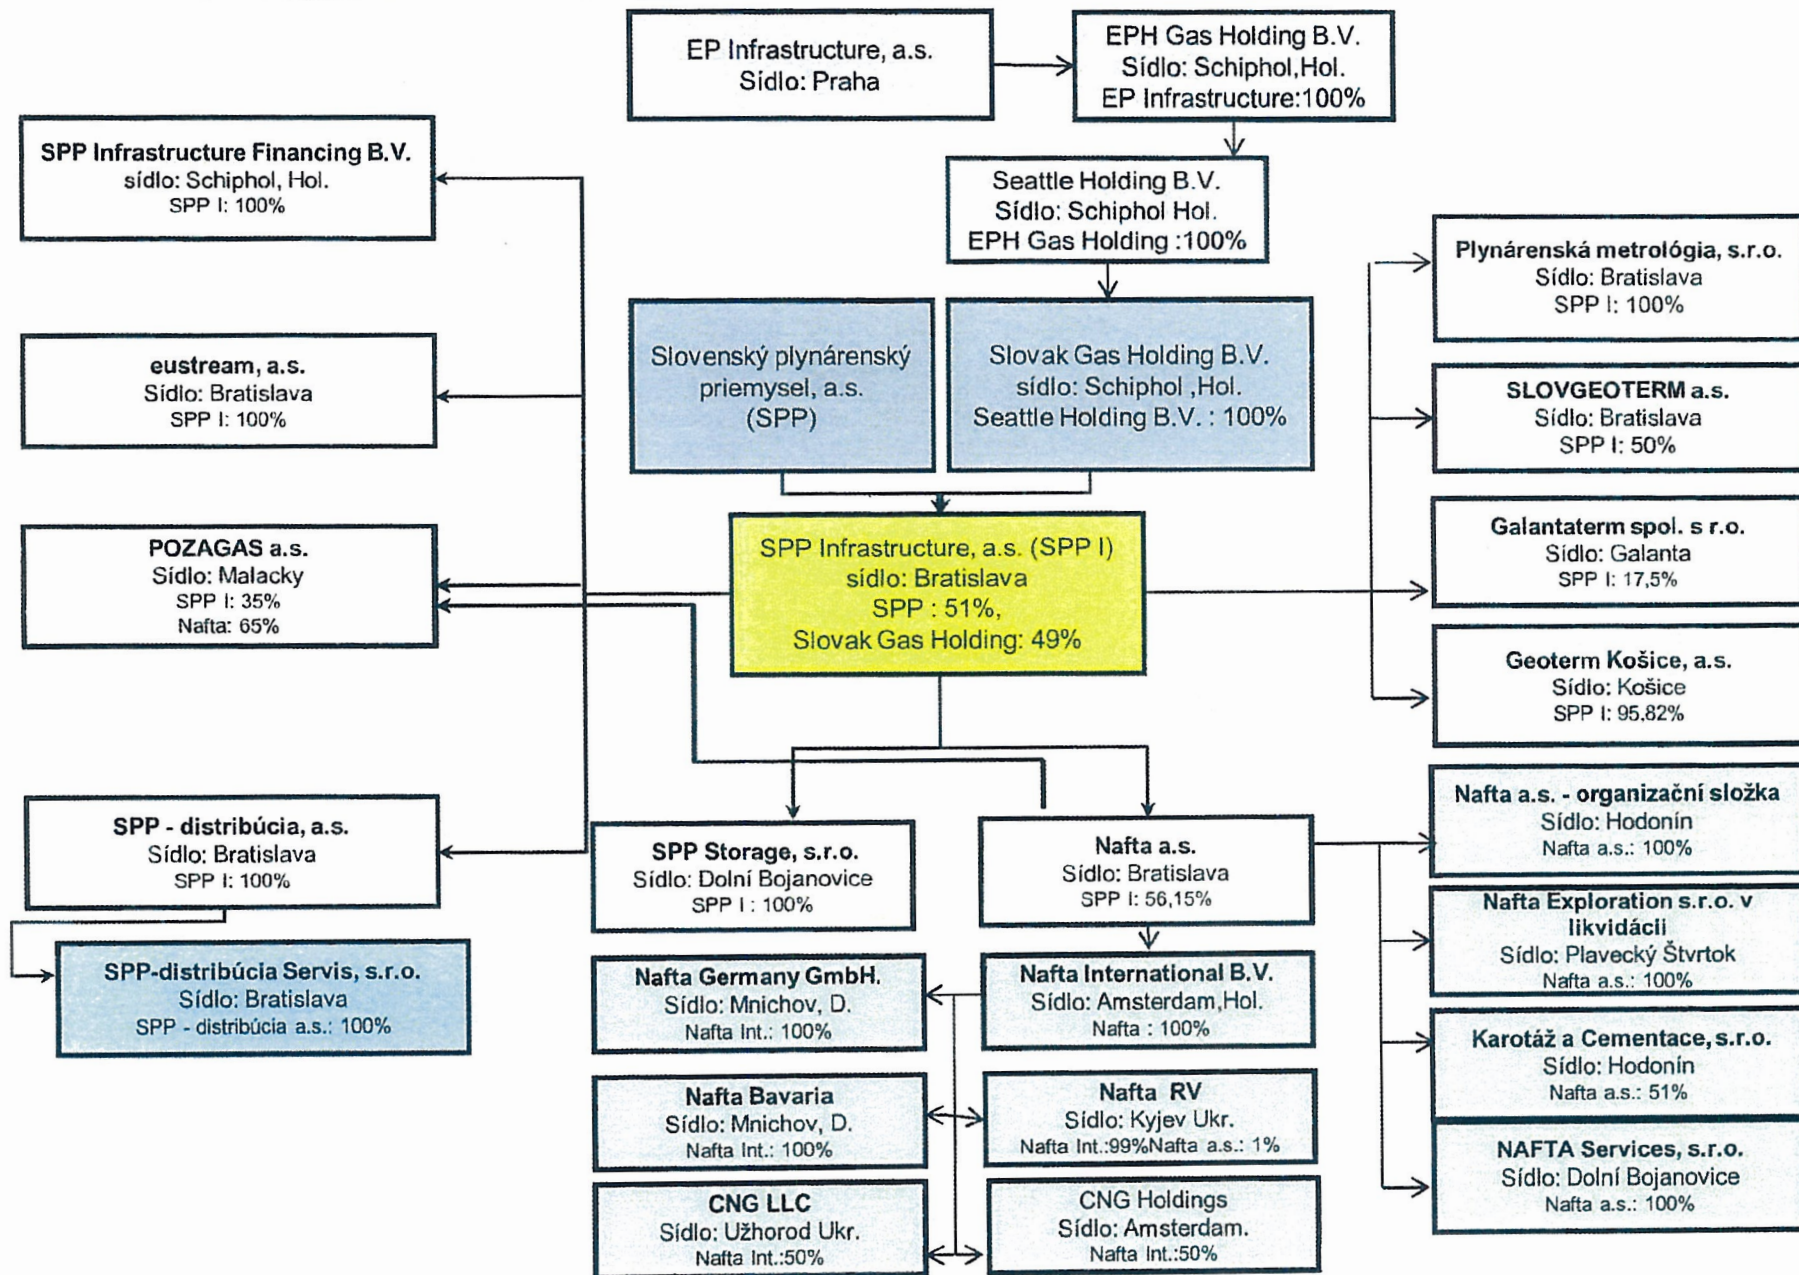 EP Infrastructure, a.s.
Sídlo: Praha
EPH Gas Holding B.V.
Sídlo: Schiphol,Hol.
EP Infrastructure:100%
SPP Infrastructure Financing B.V.
sídlo: Schiphol, Hol.
SPP I: 100%
Seattle Holding B.V.
Sídlo: Schiphol Hol.
EPH Gas Holding :100%
Plynárenská metrológia, s.r.o.
Sídlo: Bratislava
SPP I: 100%
eustream, a.s.
Sídlo: Bratislava
SPP I: 100%
Slovenský plynárenský
priemysel, a.s.
(SPP)
Slovak Gas Holding B.V.
sídlo: Schiphol ,Hol.
Seattle Holding B.V. : 100%
SLOVGEOTERM a.s.
Sídlo: Bratislava
SPP I: 50%
POZAGAS a.s.
Sídlo: Malacky
SPP I: 35%
Nafta: 65%
SPP Infrastructure, a.s. (SPP I)
sídlo: Bratislava
SPP : 51%,
Slovak Gas Holding: 49%
Galantaterm spol. s r.o.
Sídlo: Galanta
SPP I: 17,5%
Geoterm Košice, a.s.
Sídlo: Košice
SPP I: 95,82%
SPP - distribúcia, a.s.
Sídlo: Bratislava
SPP I: 100%
SPP Storage, s.r.o.
Sídlo: Dolní Bojanovice
SPP I : 100%
Nafta a.s.
Sídlo: Bratislava
SPP I: 56,15%
Nafta a.s. - organizační složka
Sídlo: Hodonín
Nafta a.s.: 100%
SPP-distribúcia Servis, s.r.o.
Sídlo: Bratislava
SPP - distribúcia a.s.: 100%
Nafta Germany GmbH.
Sídlo: Mnichov, D.
Nafta Int.: 100%
Nafta International B.V.
Sídlo: Amsterdam,Hol.
Nafta : 100%
Nafta Exploration s.r.o. v
likvidácii
Sídlo: Plavecký Štvrtok
Nafta a.s.: 100%
Nafta Bavaria
Sídlo: Mnichov, D.
Nafta Int.: 100%
Nafta RV
Sídlo: Kyjev Ukr.
Nafta Int.:99%Nafta a.s.: 1%
Karotáž a Cementace, s.r.o.
Sídlo: Hodonín
Nafta a.s.: 51%
CNG LLC
Sídlo: Užhorod Ukr.
Nafta Int.:50%
CNG Holdings
Sídlo: Amsterdam.
Nafta Int.:50%
NAFTA Services, s.r.o.
Sídlo: Dolní Bojanovice
Nafta a.s.: 100%